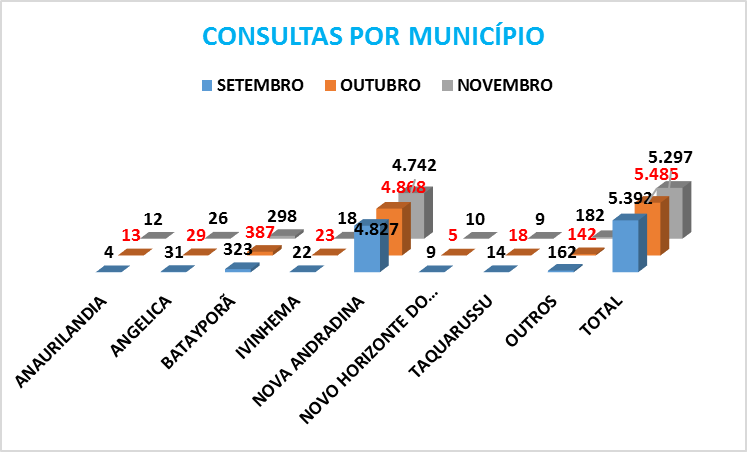 CONSULTAS POR MUNICÍPIO
SETEMBRO OUTUBRO NOVEMBRO
12 26 298 18 4.742 10 9 182 5.297
13 29 387 23 4.868 5 18 142 5.485
4 31 323 22 4.827 9 14 162 5.392
ANAURILANDIA
ANGELICA
BATAYPORÃ
IVINHEMA
NOVA ANDRADINA
NOVO HORIZONTE DO...
TAQUARUSSU
OUTROS
TOTAL